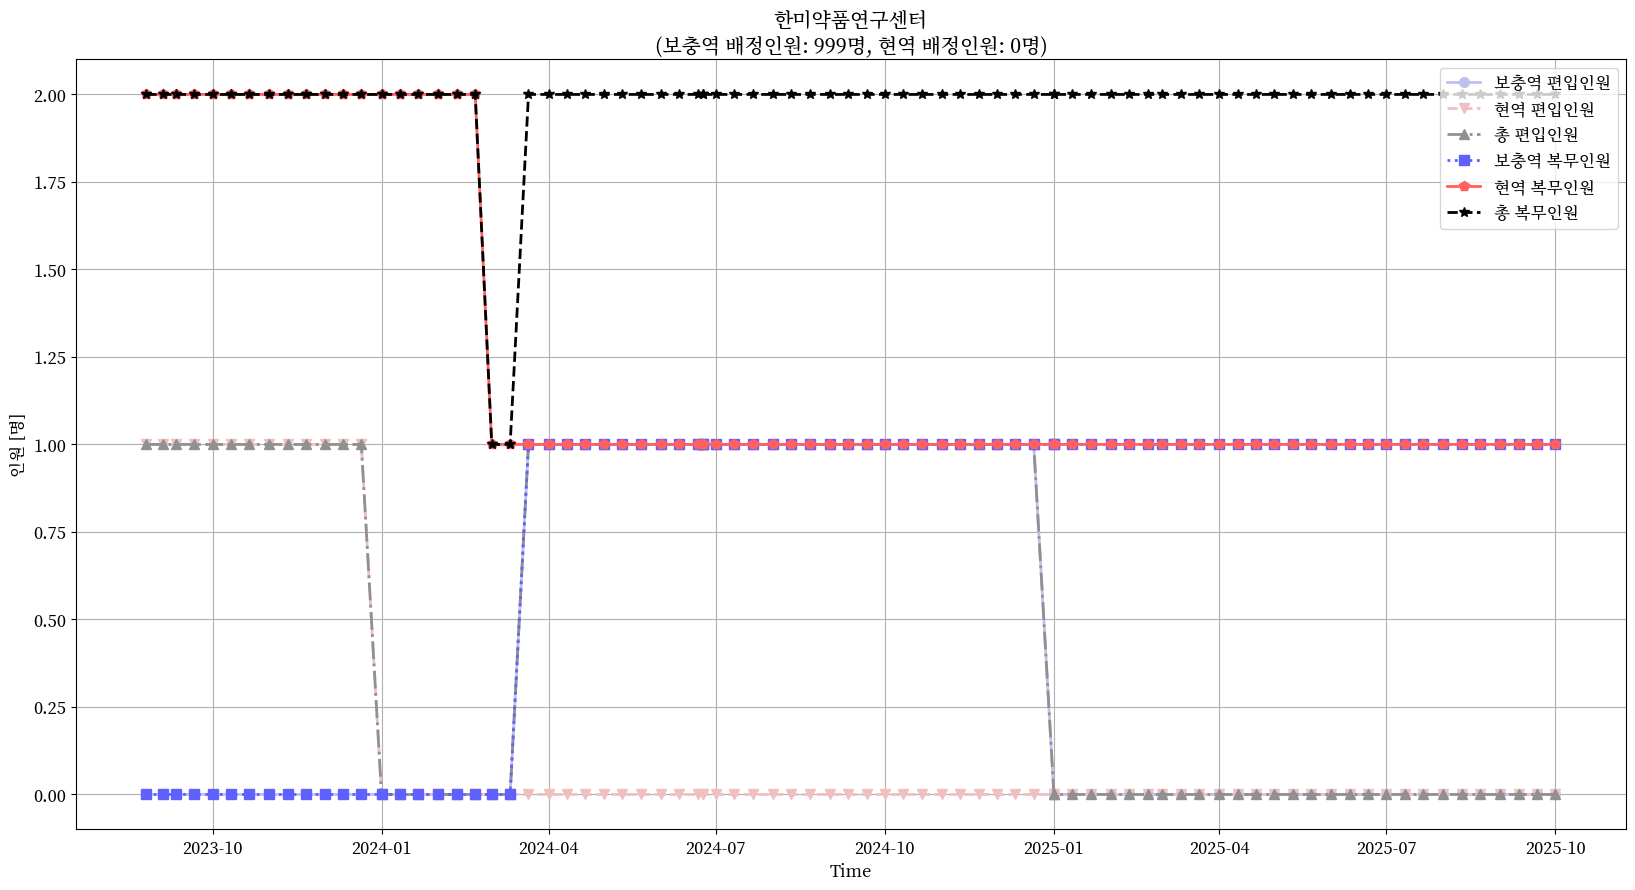 한미약품연구센터
(보충역 배정인원: 999명, 현역 배정인원: 0명)
보충역 편입인원
현역 편입인원
총 편입인원
보충역 복무인원
현역 복무인원
총 복무인원
인원 [명]
2.00
1.75
1.50
1.25
1.00
0.75
0.50
0.25
0.00
2023-10 2024-01 2024-04 2024-07 2024-10 2025-01 2025-04 2025-07 2025-10
Time